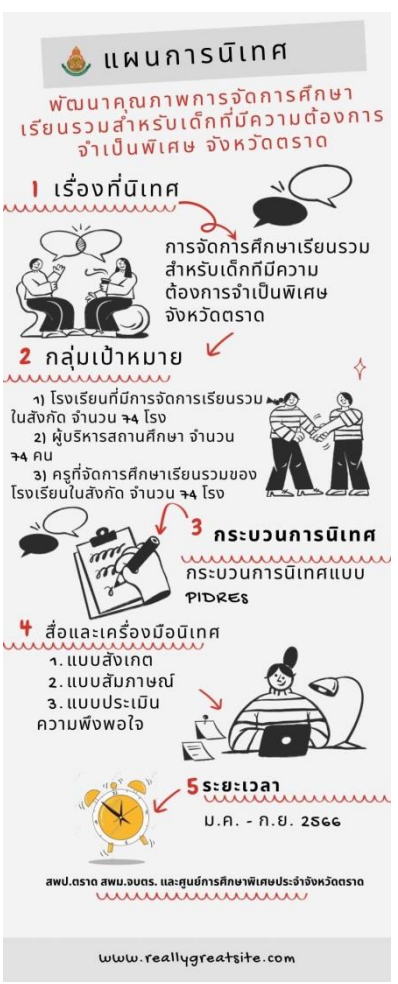 แผนการนิเทศ
พัฒนาคุณภาพการจัดการศึกษา
เรียนรวมสำหรับเด็กที่มีความต้องการ
จำเป็นพิเศษ จังหวัดตราด
1 เรื่องที่นิเทศ
การจัดการศึกษาเรียนรวม
สำหรับเด็กที่มีความ
ต้องการจำเป็นพิเศษ
จังหวัดตราด
2 กลุ่มเป้าหมาย
1) โรงเรียนที่มีการจัดการเรียนรวม
ในสังกัด จำนวน 74 โรง
2) ผู้บริหารสถานศึกษา จำนวน
74 คน
3) ครูที่จัดการศึกษาเรียนรวมของ
โรงเรียนในสังกัด จำนวน 74 โรง
3 กระบวนการนิเทศ
กระบวนการนิเทศแบบ
PIDREs
4 สื่อและเครื่องมือนิเทศ
1. แบบสังเกต
2. แบบสัมภาษณ์
3. แบบประเมิน
ความพึงพอใจ
5 ระยะเวลา
ม.ค. - ก.ย. 2566
สพป.ตราด สพม.จบตร. และศูนย์การศึกษาพิเศษประจำจังหวัดตราด
www.reallygreatsite.com